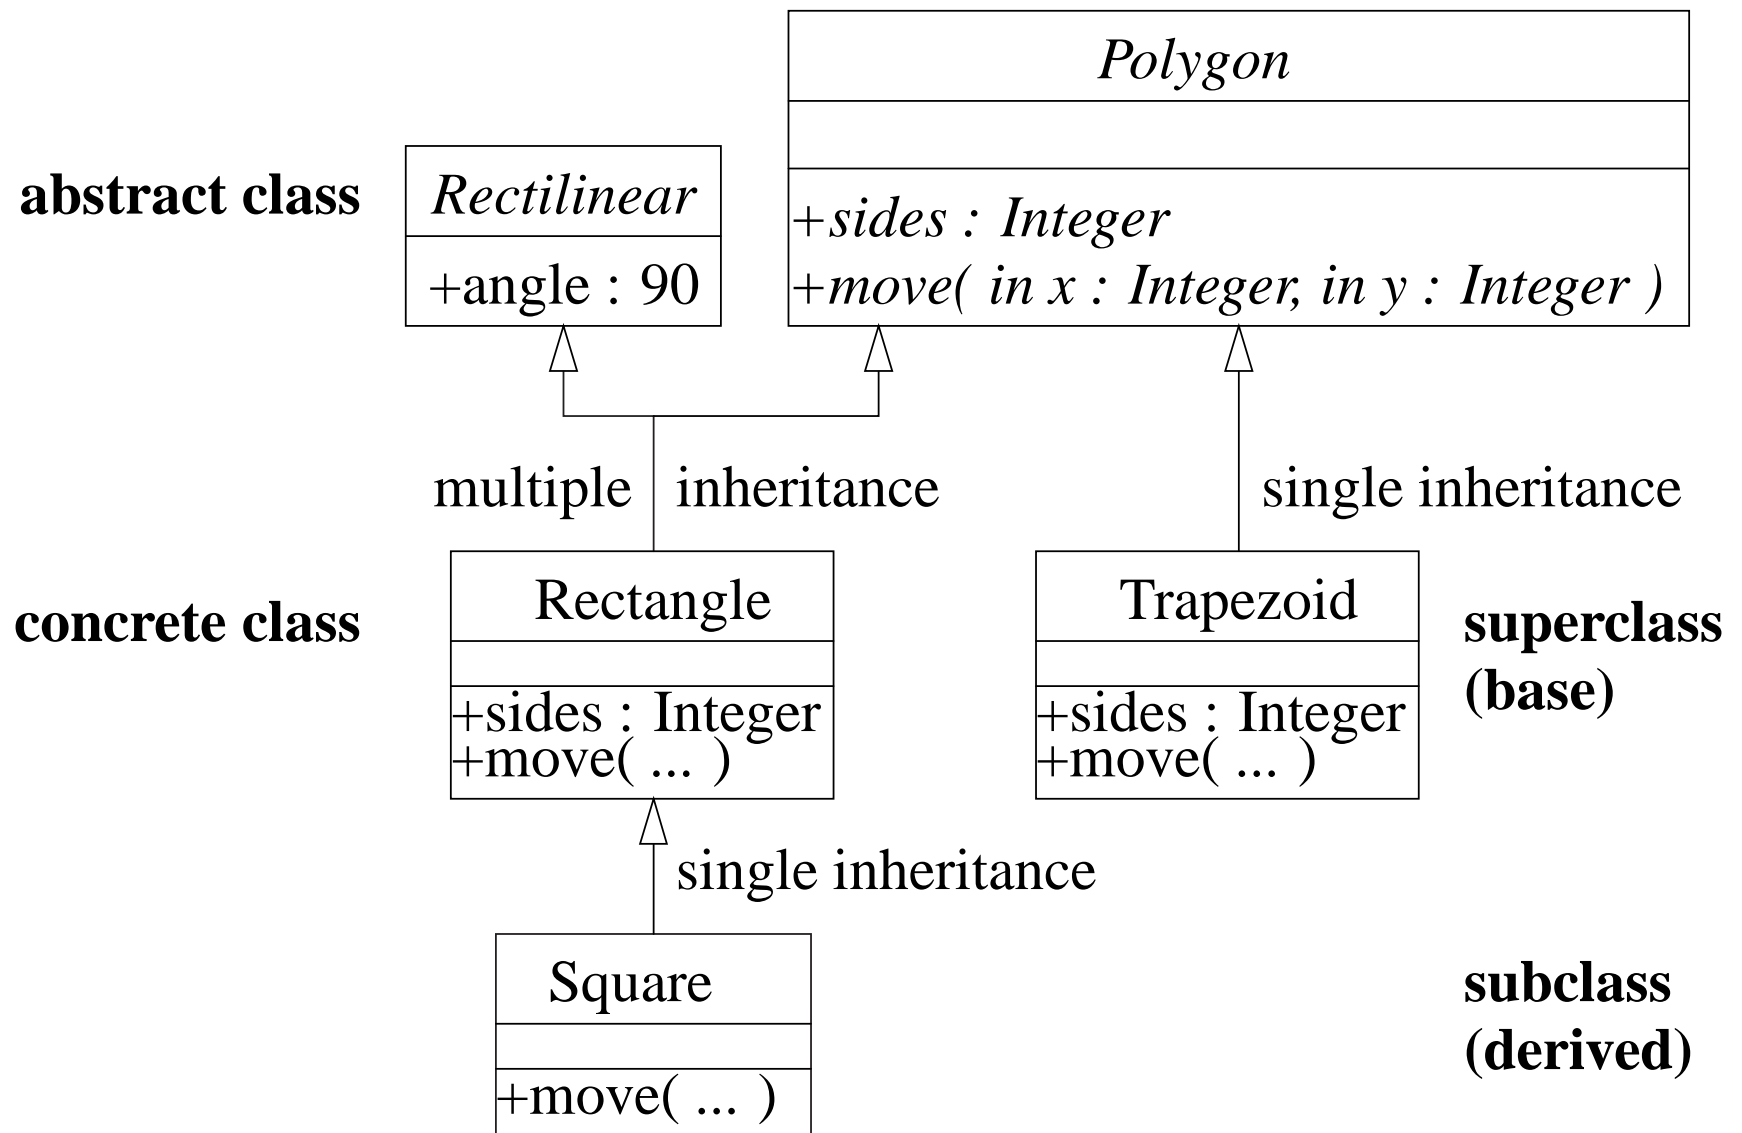 Polygon
abstract class
Rectilinear
+sides : Integer
+angle : 90
+move( in x : Integer, in y : Integer )
multiple inheritance
single inheritance
concrete class
Rectangle
+sides : Integer
+move( ... )
Trapezoid
+sides : Integer
+move( ... )
superclass
(base)
single inheritance
Square
+move( ... )
subclass
(derived)